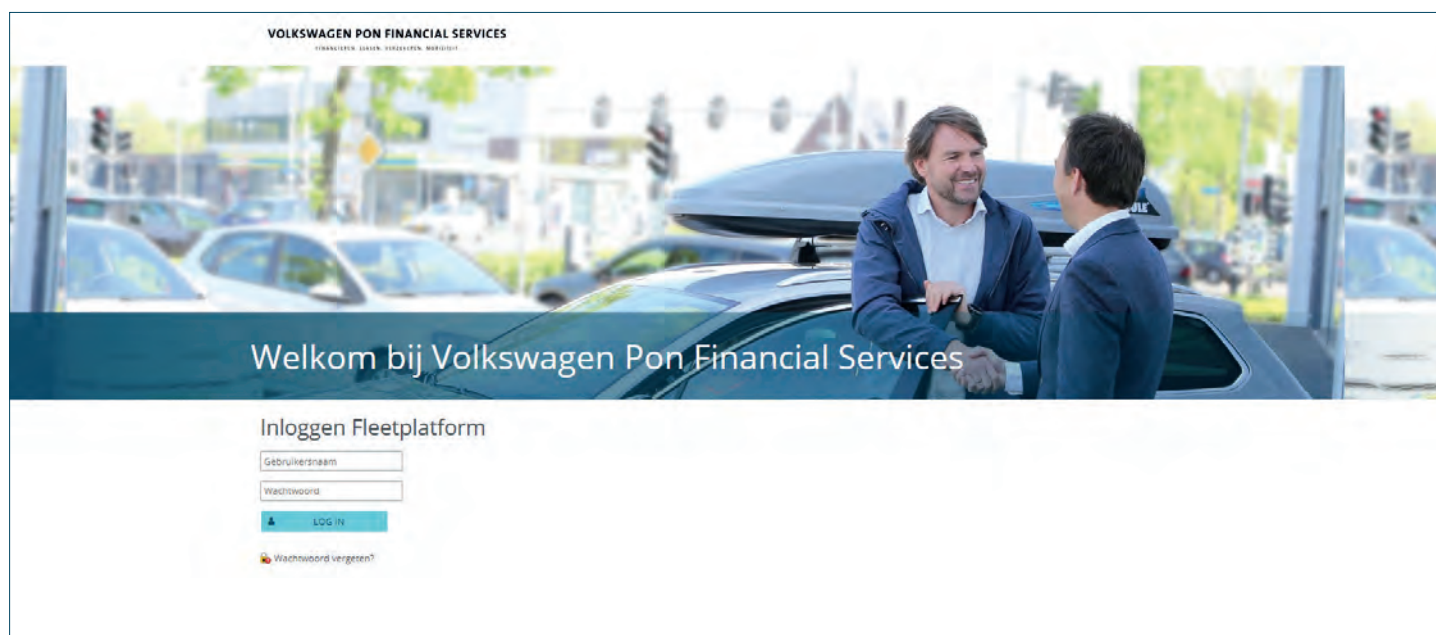 VOLKSWAGEN PON FINANCIAL SERVICES
FINANCIEREN. LEASEN. VERZEKEREN. MOBILITEIT.
Welkom bij Volkswagen Pon Financial Services
Inloggen Fleetplatform
Gebruikersnaam
Wachtwoord
LOG IN
Wachtwoord vergeten?